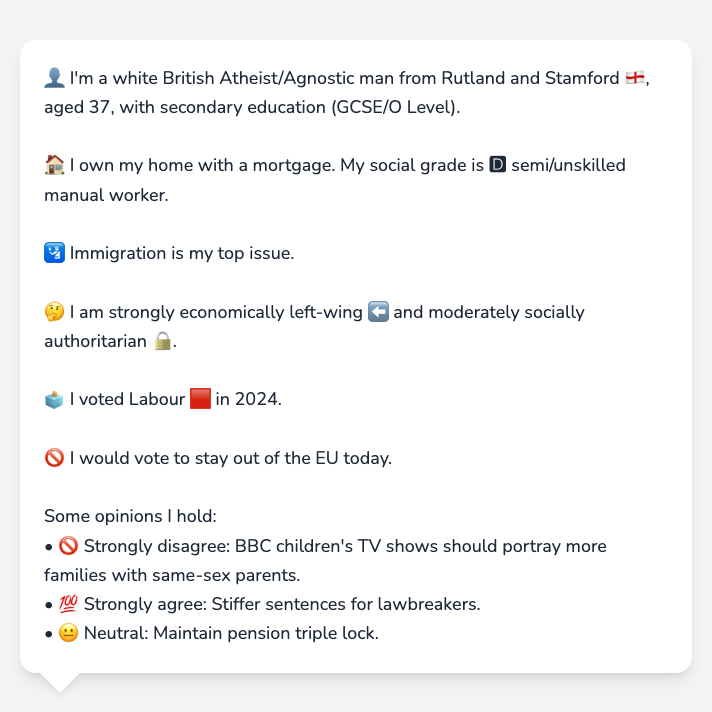 👤 I'm a white British Atheist/Agnostic man from Rutland and Stamford 🏴󠁧󠁢󠁥󠁮󠁧󠁿,
aged 37, with secondary education (GCSE/O Level).
🏠 I own my home with a mortgage. My social grade is 🅳 semi/unskilled
manual worker.
🛂 Immigration is my top issue.
🤔 I am strongly economically left-wing ⬅️ and moderately socially
authoritarian 🔒.
🗳️ I voted Labour 🟥 in 2024.
🚫 I would vote to stay out of the EU today.
Some opinions I hold:
• 🚫 Strongly disagree: BBC children's TV shows should portray more
families with same-sex parents.
• 💯 Strongly agree: Stiffer sentences for lawbreakers.
• 😐 Neutral: Maintain pension triple lock.